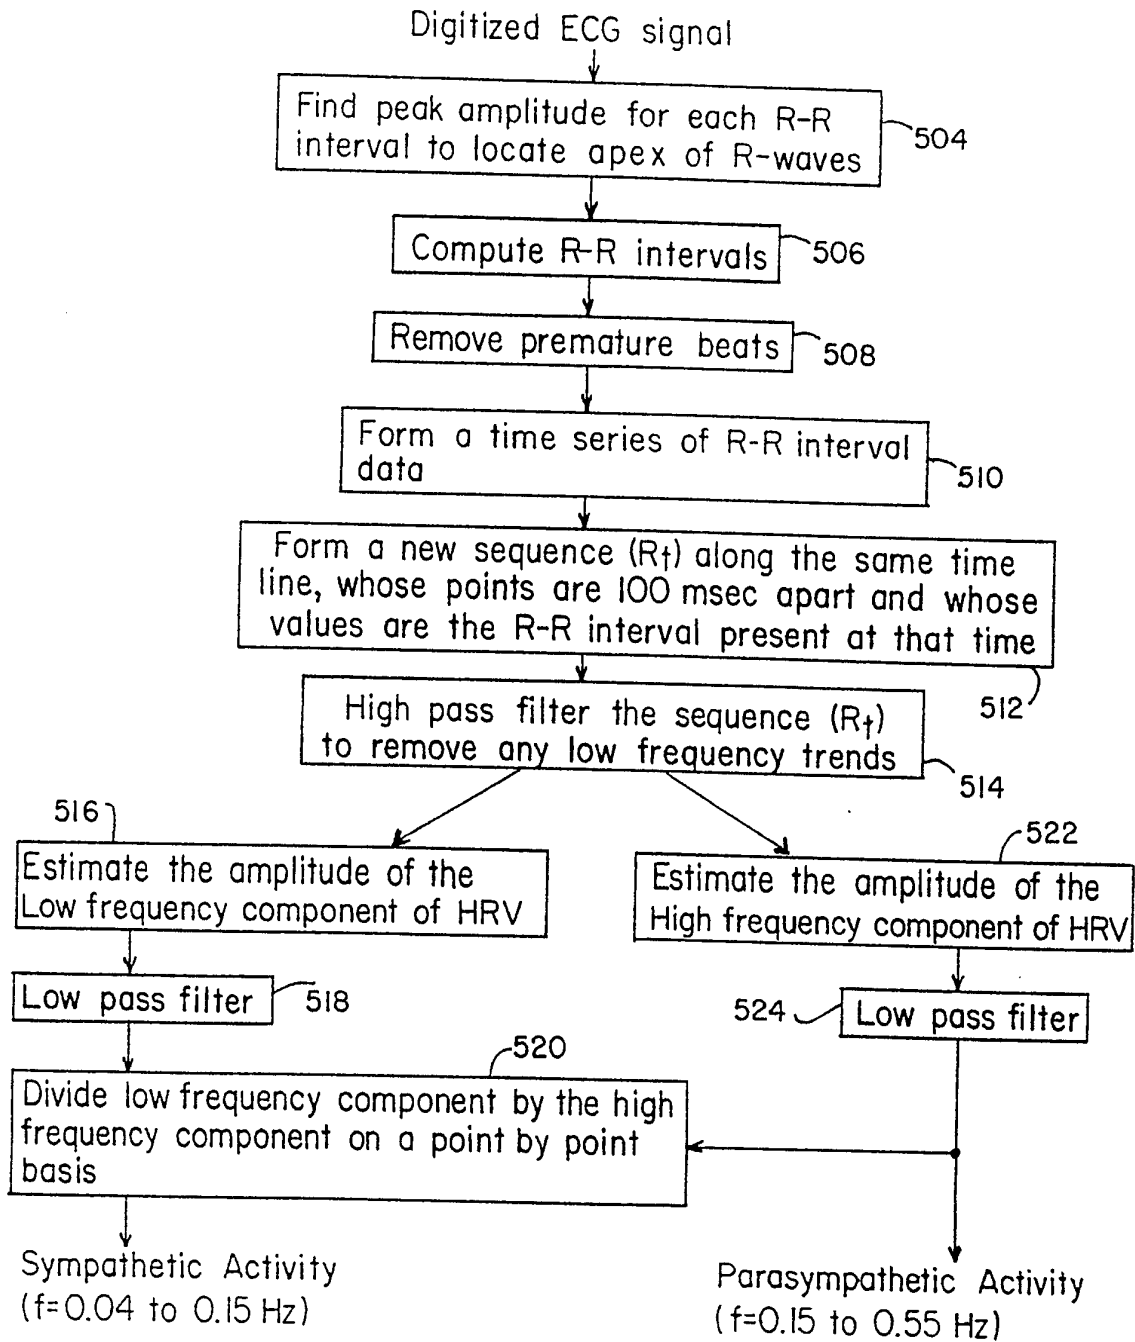 Digitized ECG signal
Find peak amplitude for each R-R
interval to locate apex of R-waves
504
Compute R-R intervals
506
Remove premature beats
508
Form a time series of R-R interval
data
510
Form a new sequence (Rt) along the same time
line, whose points are 100 msec apart and whose
values are the R-R interval present at that time
512
High pass filter the sequence (Rt)
to remove any low frequency trends
514
516
Estimate the amplitude of the
Low frequency component of HRV
522
Estimate the amplitude of the
High frequency component of HRV
Low pass filter
518
524
Low pass filter
520
Divide low frequency component by the high
frequency component on a point by point
basis
Sympathetic Activity
(f=0.04 to 0.15 Hz)
Parasympathetic Activity
(f=0.15 to 0.55 Hz)